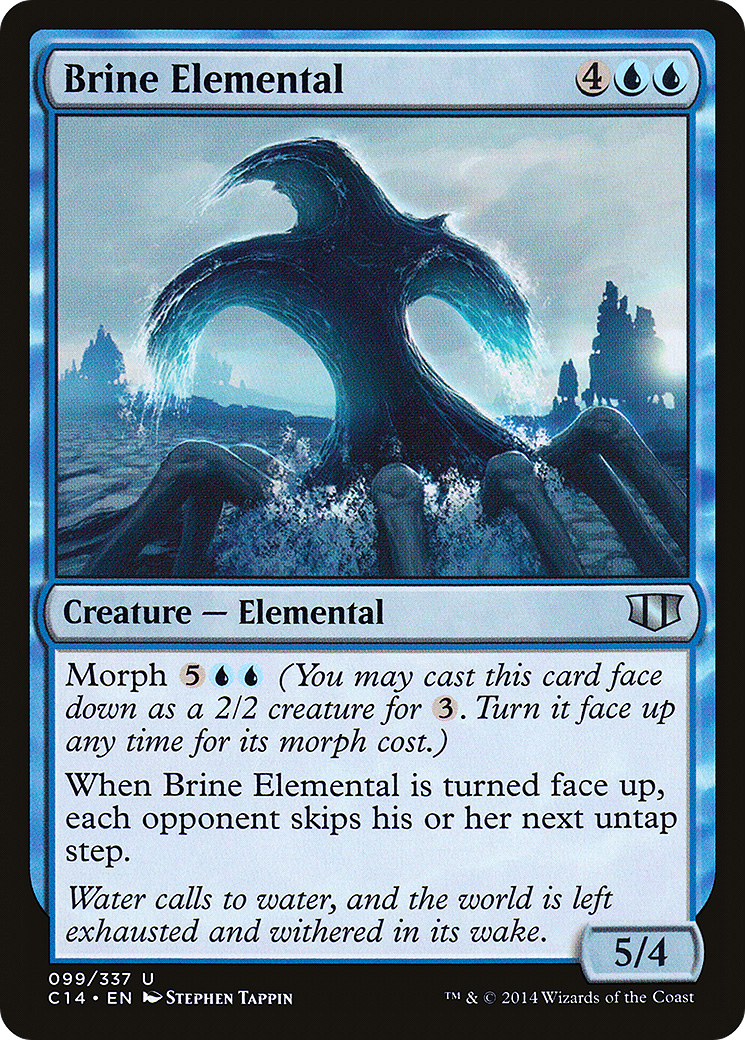 Brine Elemental 4
Creature — Elemental
Morph 5 (You may cast this card face
down as a 2/2 creature for 3. Turn it face up
any time for its morph cost.)
When Brine Elemental is turned face up,
each opponent skips his or her next untap
step.
Water calls to water, and the world is left
exhausted and withered in its wake.
5/4
099/337 U
C14 • EN Stephen Tappin
™ & © 2014 Wizards of the Coast